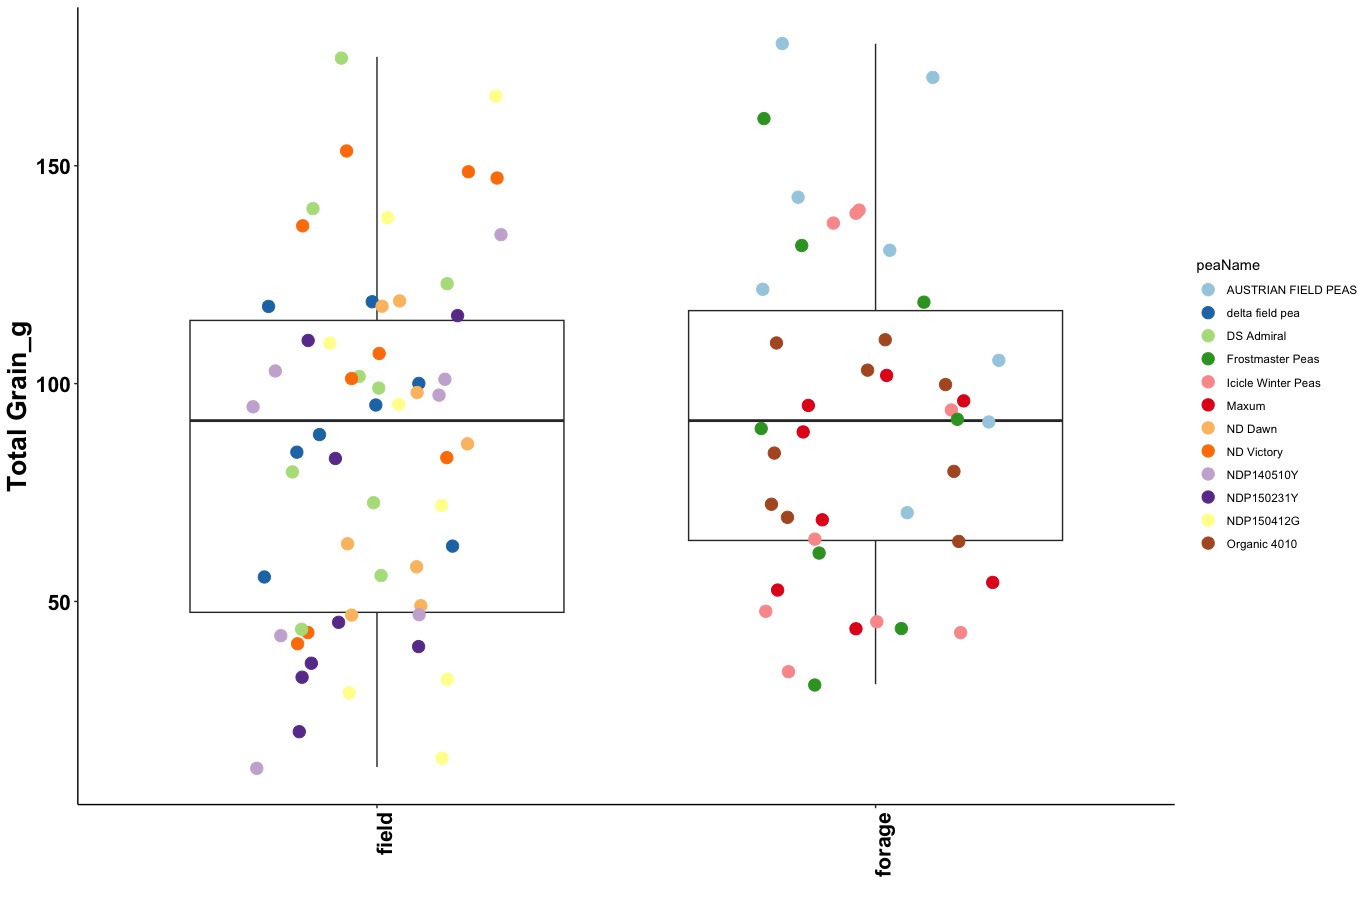 Total Grain_g
150
100
50
field
forage
peaName
AUSTRIAN FIELD PEAS
delta field pea
DS Admiral
Frostmaster Peas
Icicle Winter Peas
Maxum
ND Dawn
ND Victory
NDP140510Y
NDP150231Y
NDP150412G
Organic 4010